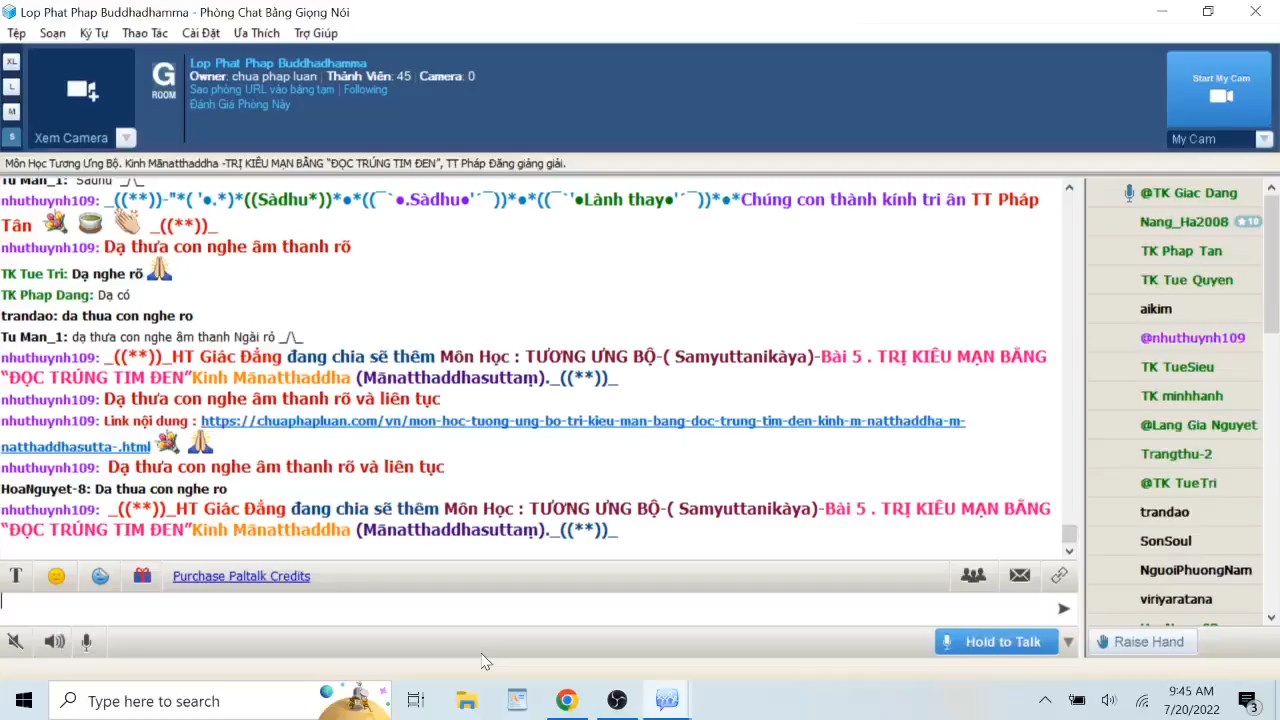 Lop Phat Phap Buddhadhamma - Phòng Chat Bằng Giọng Nói
Tệp Soạn Ký Tự Thao Tác Cài Đặt Ưa Thích Trợ Giúp
XL
L
M
S
Xem Camera
G
ROOM
Lop Phat Phap Buddhadhamma
Owner: chua phap luan | Thành Viên: 45 | Camera: 0
Sao phòng URL vào bảng tạm | Following
Đánh Giá Phòng Này
Start My Cam
My Cam
Môn Học Tương Ưng Bộ. Kinh Mānatthaddha -TRỊ KIÊU MẠN BẰNG “ĐỌC TRÚNG TIM ĐEN”, TT Pháp Đăng giảng giải.
Tu Man_1: Sadhu _/\_
nhuthuynh109: _((**))-"*( '●.*)*((Sàdhu*))*●*((¯`●.Sàdhu●'´¯))*●*((¯`'●Lành thay●'´¯))*●*Chúng con thành kính tri ân TT Pháp
Tân _((**))_
nhuthuynh109: Dạ thưa con nghe âm thanh rõ
TK Tue Tri: Dạ nghe rõ
TK Phap Dang: Dạ có
trandao: da thua con nghe ro
Tu Man_1: dạ thưa con nghe âm thanh Ngài rỏ _/\_
nhuthuynh109: _((**))_HT Giác Đẳng đang chia sẽ thêm Môn Học : TƯƠNG ƯNG BỘ-( Samyuttanikàya)-Bài 5 . TRỊ KIÊU MẠN BẰNG
“ĐỌC TRÚNG TIM ĐEN”Kinh Mānatthaddha (Mānatthaddhasuttaṃ)._((**))_
nhuthuynh109: Dạ thưa con nghe âm thanh rõ và liên tục
nhuthuynh109: Link nội dung : https://chuaphapluan.com/vn/mon-hoc-tuong-ung-bo-tri-kieu-man-bang-doc-trung-tim-den-kinh-m-natthaddha-m-
natthaddhasutta-.html
nhuthuynh109: Dạ thưa con nghe âm thanh rõ và liên tục
HoaNguyet-8: Da thua con nghe ro
nhuthuynh109: _((**))_HT Giác Đẳng đang chia sẽ thêm Môn Học : TƯƠNG ƯNG BỘ-( Samyuttanikàya)-Bài 5 . TRỊ KIÊU MẠN BẰNG
“ĐỌC TRÚNG TIM ĐEN”Kinh Mānatthaddha (Mānatthaddhasuttaṃ)._((**))_
@TK Giac Dang
Nang_Ha2008 ★10
TK Phap Tan
TK Tue Quyen
aikim
@nhuthuynh109
TK TueSieu
TK minhhanh
@Lang Gia Nguyet
Trangthu-2
@TK TueTri
trandao
SonSoul
NguoiPhuongNam
viriyaratana
T Purchase Paltalk Credits
Hold to Talk
Raise Hand
Type here to search
9:45 AM
7/20/2022
3